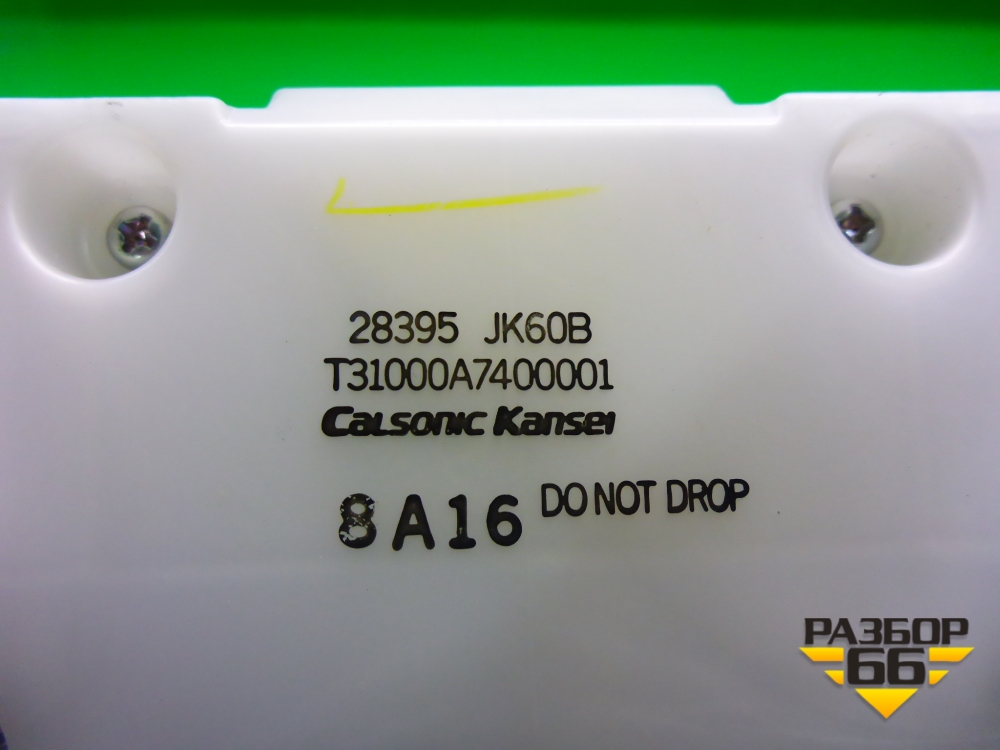 28395 JK60B
T31000A7400001
Calsonic Kansei
8A16 DO NOT DROP
РАЗБОР
66